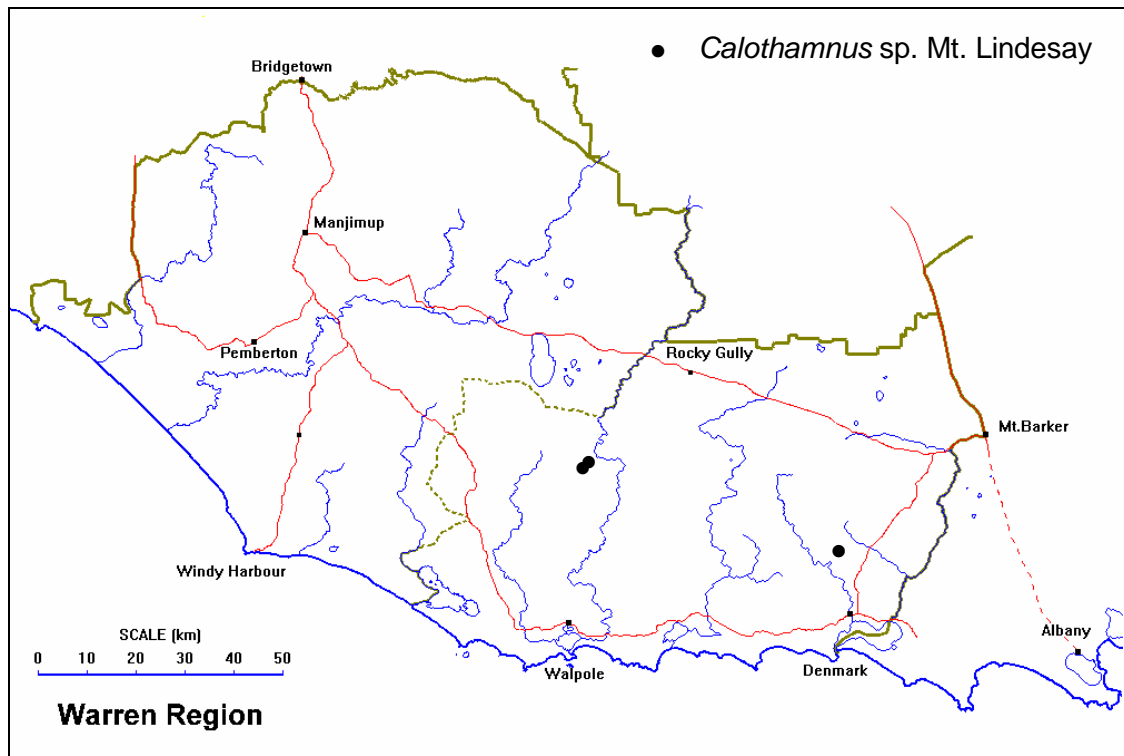 Calothamnus sp. Mt. Lindesay
Bridgetown
Manjimup
Pemberton
Rocky Gully
Mt.Barker
Windy Harbour
SCALE (km)
0 10 20 30 40 50
Walpole
Denmark
Albany
Warren Region